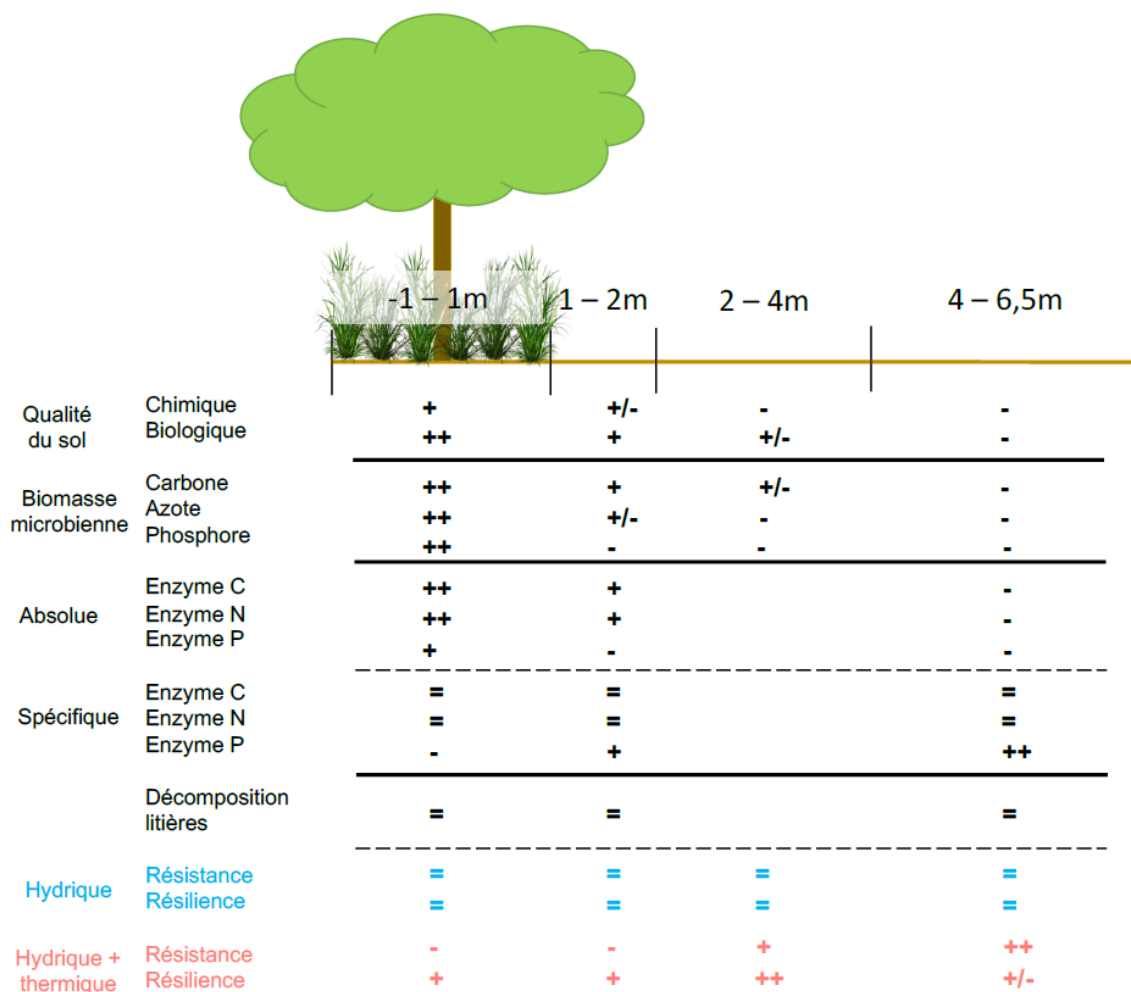 -1 – 1m 1 – 2m 2 – 4m 4 – 6,5m
Qualité du sol
Chimique + +/- - -
Biologique ++ + +/- -
Biomasse microbienne
Carbone ++ + +/- -
Azote ++ +/- - -
Phosphore ++ - - -
Absolue
Enzyme C ++ + -
Enzyme N ++ + -
Enzyme P + - -
Spécifique
Enzyme C = = =
Enzyme N = = =
Enzyme P - + ++
Décomposition
litières = = =
Hydrique
Résistance = = = =
Résilience = = = =
Hydrique +
thermique
Résistance - - + ++
Résilience + + ++ +/-